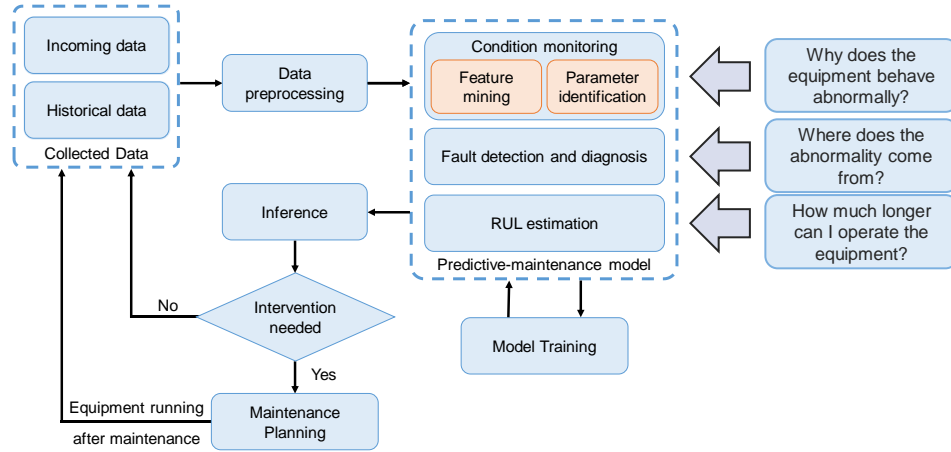 Incoming data
Historical data
Collected Data
Data
preprocessing
Condition monitoring
Feature
mining
Parameter
identification
Fault detection and diagnosis
RUL estimation
Predictive-maintenance model
Why does the
equipment behave
abnormally?
Where does the
abnormality come
from?
How much longer
can I operate the
equipment?
Inference
Intervention
needed
No
Yes
Model Training
Maintenance
Planning
Equipment running
after maintenance